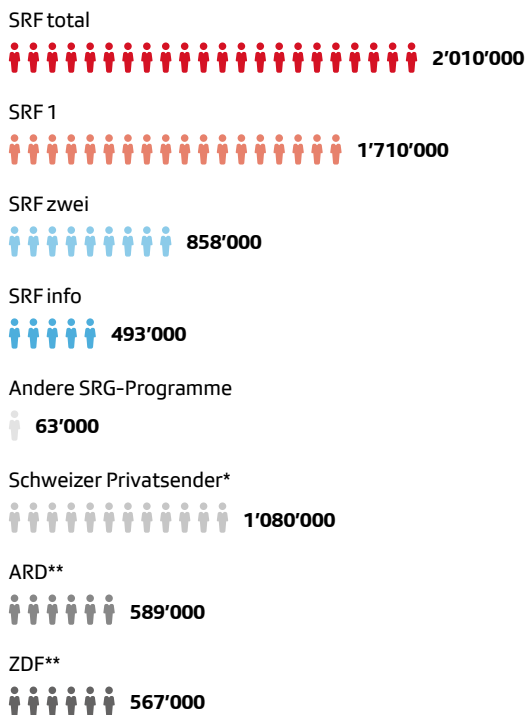 SRF total
2'010'000
SRF 1
1'710'000
SRF zwei
858'000
SRF info
493'000
Andere SRG-Programme
63'000
Schweizer Privatsender*
1'080'000
ARD**
589'000
ZDF**
567'000